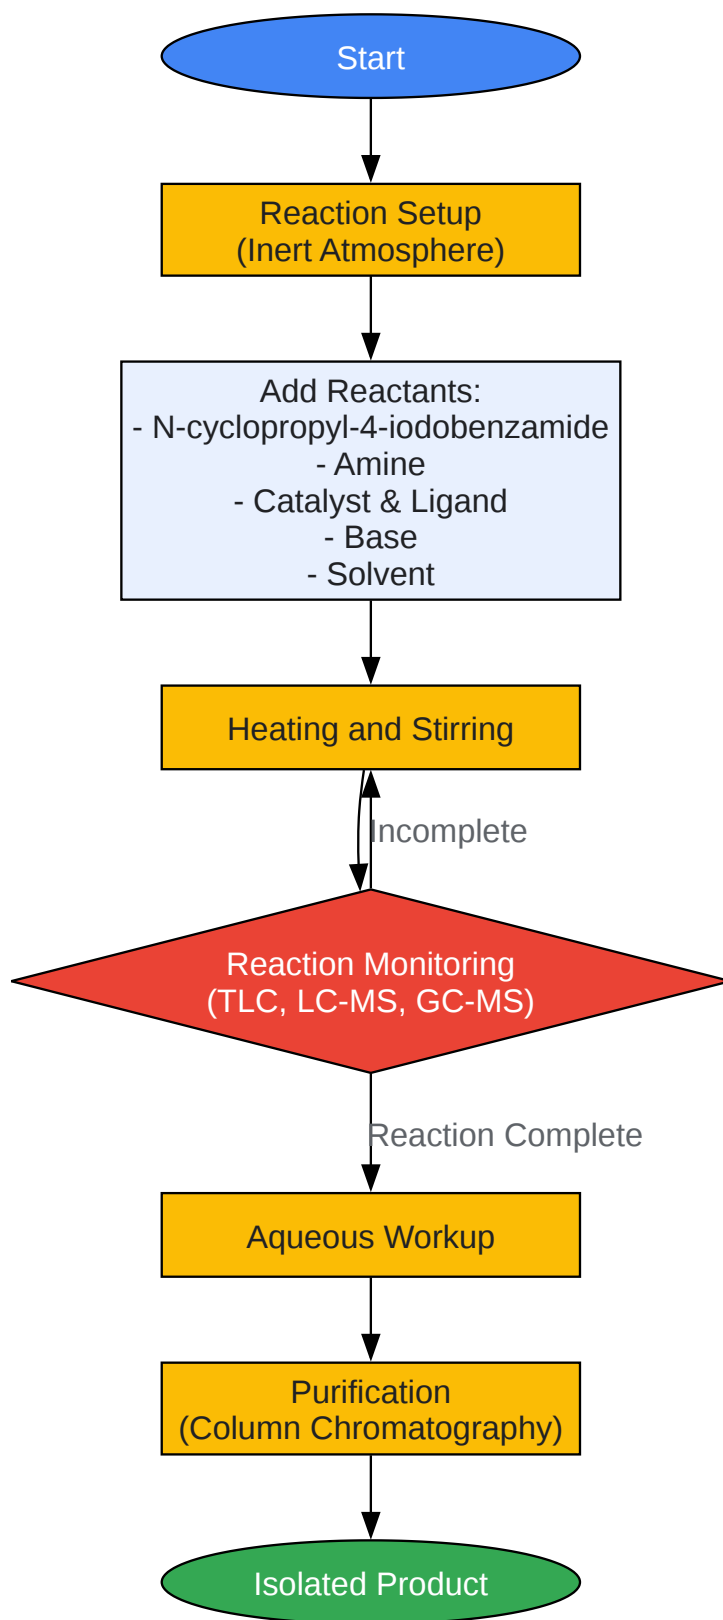 Start
Reaction Setup
(Inert Atmosphere)
Add Reactants:
- N-cyclopropyl-4-iodobenzamide
- Amine
- Catalyst & Ligand
- Base
- Solvent
Heating and Stirring
Incomplete
Reaction Monitoring
(TLC, LC-MS, GC-MS)
Reaction Complete
Aqueous Workup
Purification
(Column Chromatography)
Isolated Product